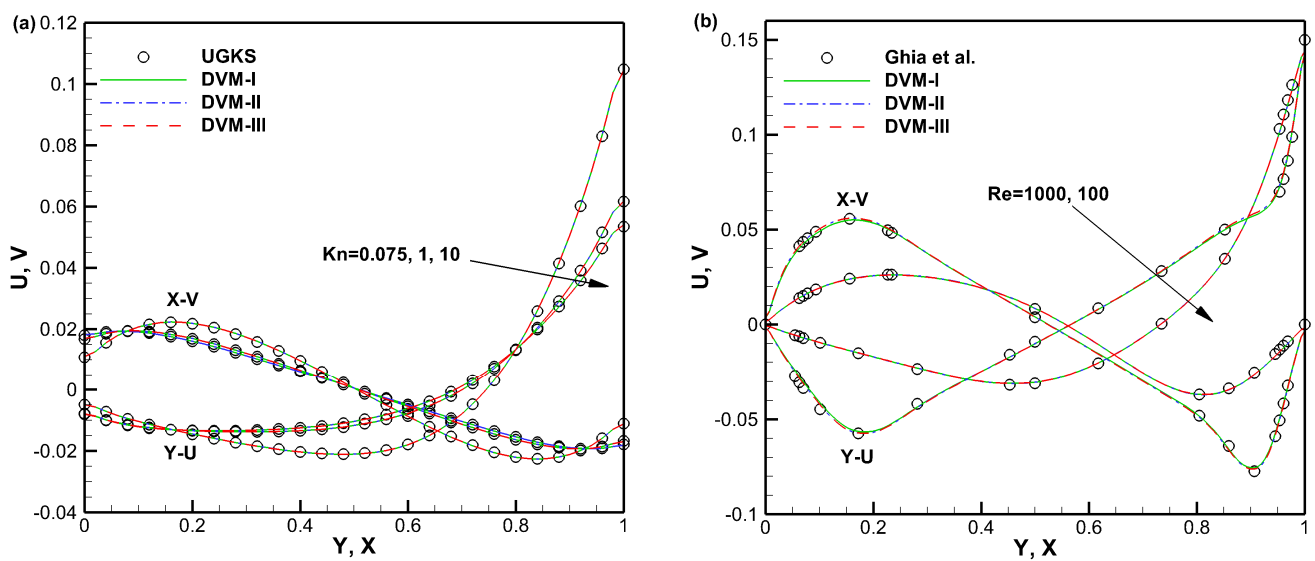 (a)
0.12
0.1
0.08
0.06
0.04
0.02
0
-0.02
-0.04
U, V
UGKS
DVM-I
DVM-II
DVM-III
Kn=0.075, 1, 10
X-V
Y-U
0 0.2 0.4 0.6 0.8 1
Y, X
(b)
0.15
0.1
0.05
0
-0.05
-0.1
U, V
Ghia et al.
DVM-I
DVM-II
DVM-III
Re=1000, 100
X-V
Y-U
0 0.2 0.4 0.6 0.8 1
Y, X